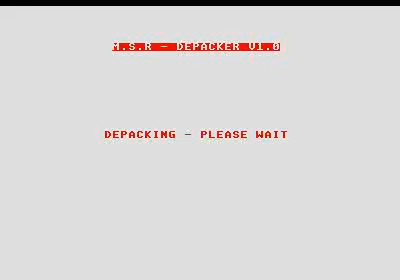 M.S.R - DEPACKER V1.0
DEPACKING - PLEASE WAIT